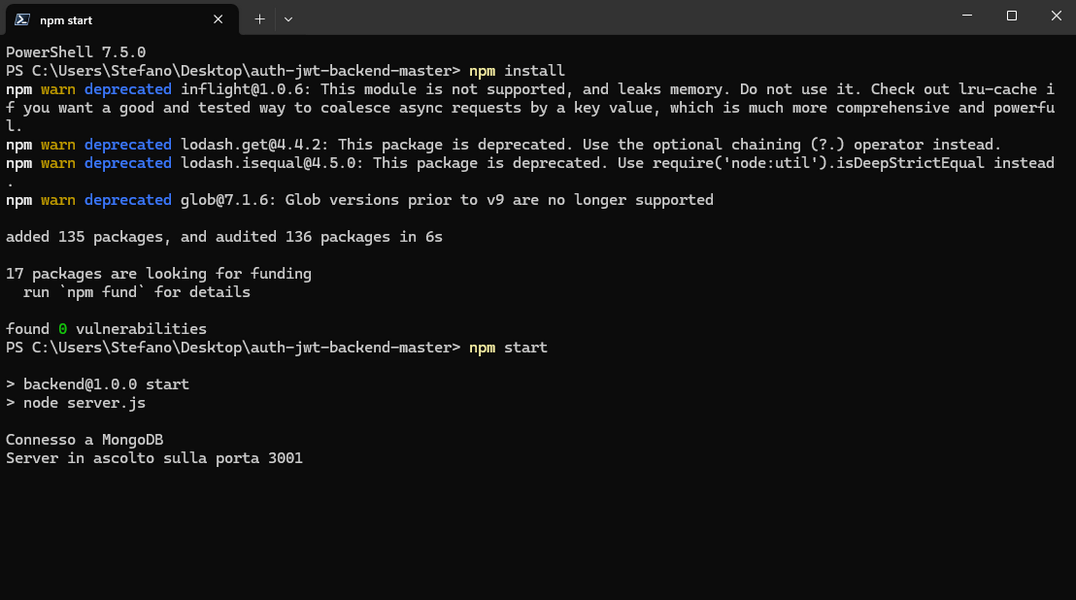 npm start
PowerShell 7.5.0
PS C:\Users\Stefano\Desktop\auth-jwt-backend-master> npm install
npm warn deprecated inflight@1.0.6: This module is not supported, and leaks memory. Do not use it. Check out lru-cache i
f you want a good and tested way to coalesce async requests by a key value, which is much more comprehensive and powerfu
l.
npm warn deprecated lodash.get@4.4.2: This package is deprecated. Use the optional chaining (?.) operator instead.
npm warn deprecated lodash.isequal@4.5.0: This package is deprecated. Use require('node:util').isDeepStrictEqual instead
.
npm warn deprecated glob@7.1.6: Glob versions prior to v9 are no longer supported
added 135 packages, and audited 136 packages in 6s
17 packages are looking for funding
  run `npm fund` for details
found 0 vulnerabilities
PS C:\Users\Stefano\Desktop\auth-jwt-backend-master> npm start
> backend@1.0.0 start
> node server.js
Connesso a MongoDB
Server in ascolto sulla porta 3001